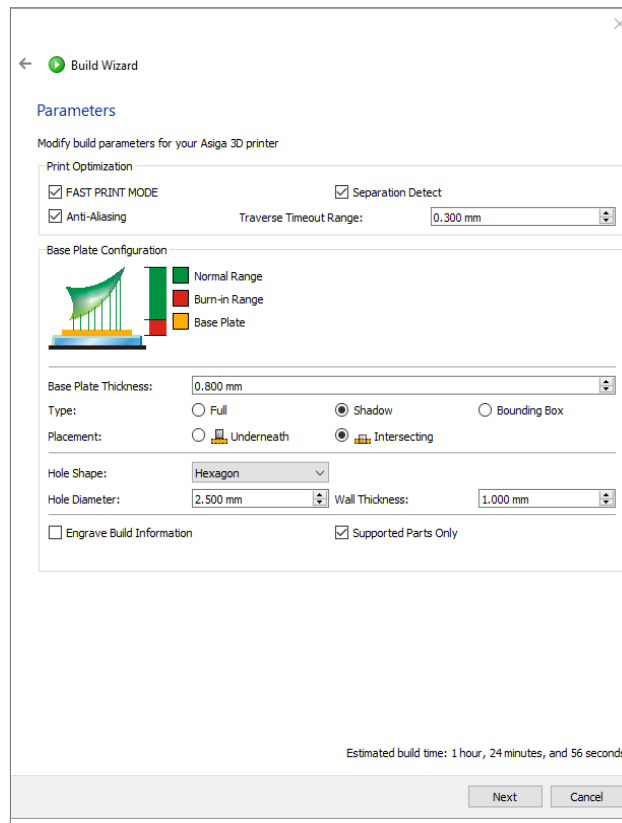 Build Wizard
Parameters
Modify build parameters for your Asiga 3D printer
Print Optimization
FAST PRINT MODE Separation Detect
Anti-Aliasing Traverse Timeout Range: 0.300 mm
Base Plate Configuration
Normal Range
Burn-in Range
Base Plate
Base Plate Thickness: 0.800 mm
Type: Full Shadow Bounding Box
Placement: Underneath Intersecting
Hole Shape: Hexagon
Hole Diameter: 2.500 mm Wall Thickness: 1.000 mm
Engrave Build Information Supported Parts Only
Estimated build time: 1 hour, 24 minutes, and 56 seconds
Next Cancel